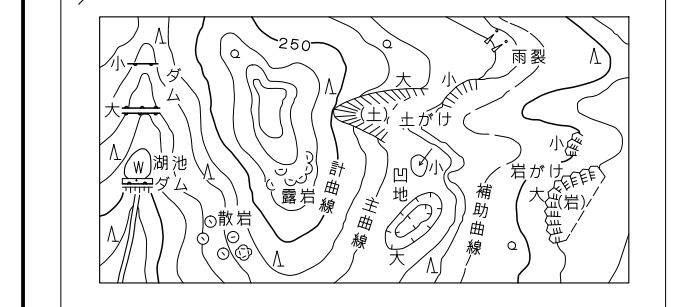 250
小
ダム
大
湖池
ダム
W
散岩
露岩
計曲線
主曲線
大
小
(土)
土がけ
雨裂
凹地
小
大
補助曲線
小
岩がけ
大
(岩)